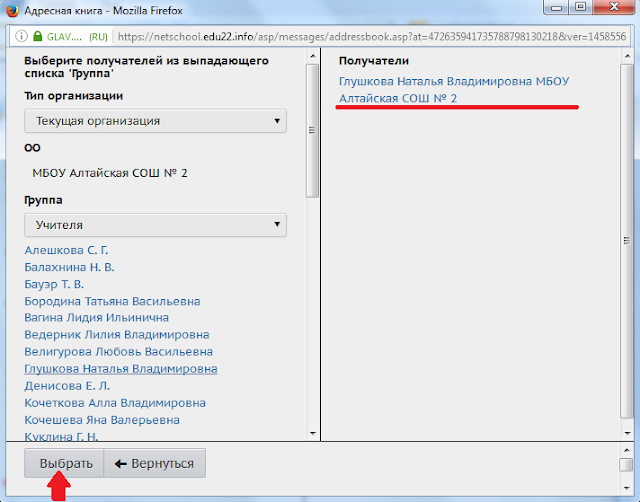 Адресная книга - Mozilla Firefox
GLAV... (RU) https://netschool.edu22.info/asp/messages/addressbook.asp?at=472635941735788798130218&ver=1458556
Выберите получателей из выпадающего
списка 'Группа'
Тип организации
Текущая организация
ОО
МБОУ Алтайская СОШ № 2
Группа
Учителя
Алешкова С. Г.
Балахнина Н. В.
Бауэр Т. В.
Бородина Татьяна Васильевна
Вагина Лидия Ильинична
Ведерник Лилия Владимировна
Велигурова Любовь Васильевна
Глушкова Наталья Владимировна
Денисова Е. Л.
Кочеткова Алла Владимировна
Кочешева Яна Валерьевна
Куклина Г. Н.
Получатели
Глушкова Наталья Владимировна МБОУ
Алтайская СОШ № 2
Выбрать
Вернуться